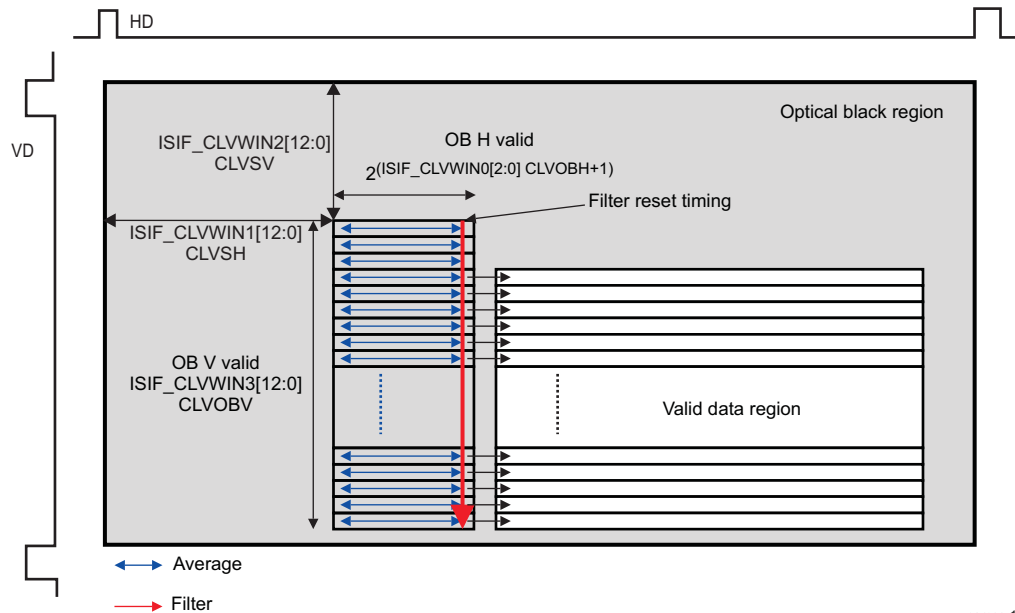 HD
VD
Optical black region
ISIF_CLVWIN2[12:0]
CLVSV
OB H valid
2(ISIF_CLVWIN0[2:0] CLVOBH+1)
Filter reset timing
ISIF_CLVWIN1[12:0]
CLVSH
OB V valid
ISIF_CLVWIN3[12:0]
CLVOBV
Valid data region
Average
Filter